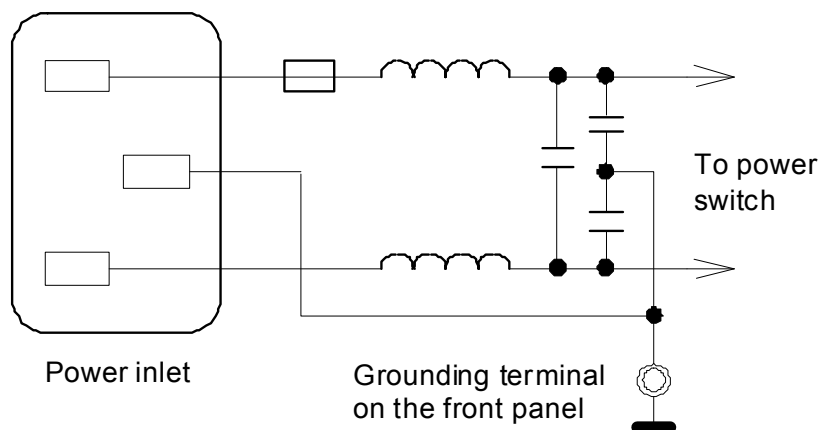 To power
switch
Power inlet
Grounding terminal
on the front panel